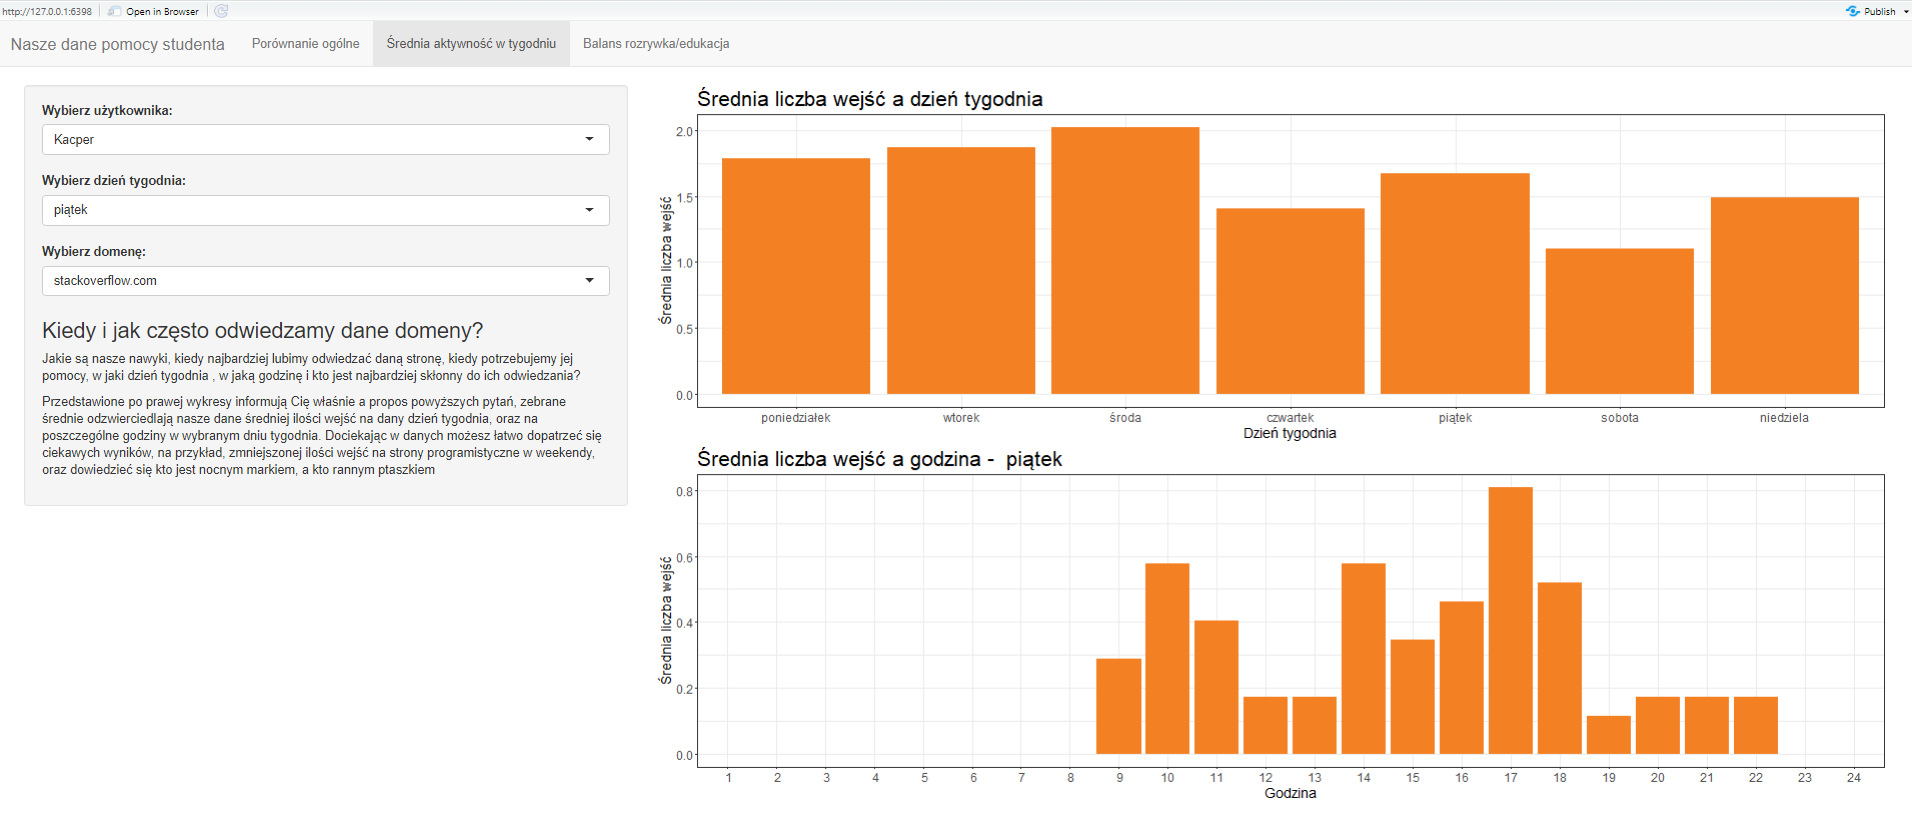 http://127.0.0.1:6398 Open in Browser Publish
Nasze dane pomocy studenta Porównanie ogólne Średnia aktywność w tygodniu Balans rozrywka/edukacja
Wybierz użytkownika:
Kacper
Wybierz dzień tygodnia:
piątek
Wybierz domenę:
stackoverflow.com
Kiedy i jak często odwiedzamy dane domeny?
Jakie są nasze nawyki, kiedy najbardziej lubimy odwiedzać daną stronę, kiedy potrzebujemy jej
pomocy, w jaki dzień tygodnia , w jaką godzinę i kto jest najbardziej skłonny do ich odwiedzania?
Przedstawione po prawej wykresy informują Cię właśnie a propos powyższych pytań, zebrane
średnie odzwierciedlają nasze dane średniej ilości wejść na dany dzień tygodnia, oraz na
poszczególne godziny w wybranym dniu tygodnia. Dociekając w danych możesz łatwo dopatrzeć się
ciekawych wyników, na przykład, zmniejszonej ilości wejść na strony programistyczne w weekendy,
oraz dowiedzieć się kto jest nocnym markiem, a kto rannym ptaszkiem
Średnia liczba wejść a dzień tygodnia
Średnia liczba wejść
2.0
1.5
1.0
0.5
0.0
poniedziałek wtorek środa czwartek piątek sobota niedziela
Dzień tygodnia
Średnia liczba wejść a godzina - piątek
Średnia liczba wejść
0.8
0.6
0.4
0.2
0.0
1 2 3 4 5 6 7 8 9 10 11 12 13 14 15 16 17 18 19 20 21 22 23 24
Godzina